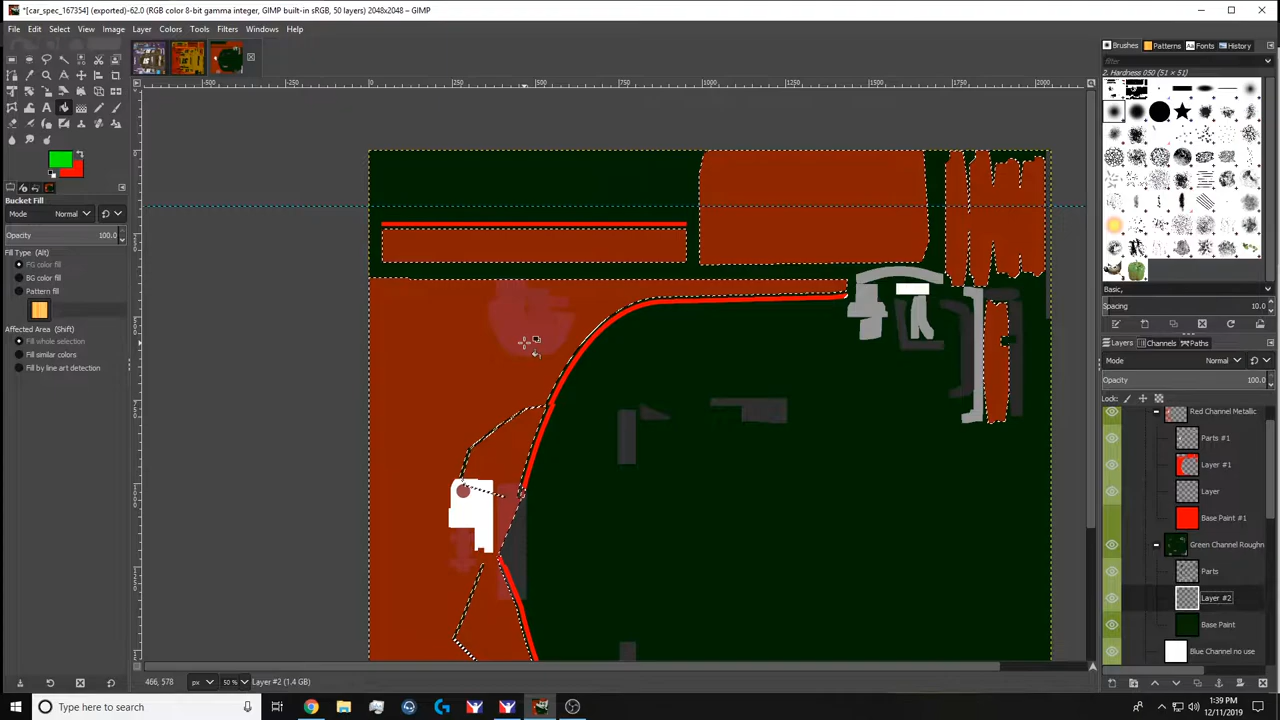 *[car_spec_167354] (exported)-62.0 (RGB color 8-bit gamma integer, GIMP built-in sRGB, 50 layers) 2048x2048 – GIMP
File Edit Select View Image Layer Colors Tools Filters Windows Help
Brushes Patterns Fonts History
filter
2. Hardness 050 (51 × 51)
Bucket Fill
Mode Normal
Opacity 100.0
Fill Type (Alt)
FG color fill
BG color fill
Pattern fill
Affected Area (Shift)
Fill whole selection
Fill similar colors
Fill by line art detection
Basic,
Spacing 10.0
Layers Channels Paths
Mode Normal
Opacity 100.0
Lock:
Red Channel Metallic
Parts #1
Layer #1
Layer
Base Paint #1
Green Channel Roughn
Parts
Layer #2
Base Paint
Blue Channel no use
466, 578 px 50 % Layer #2 (1.4 GB)
Type here to search
1:39 PM
12/11/2019